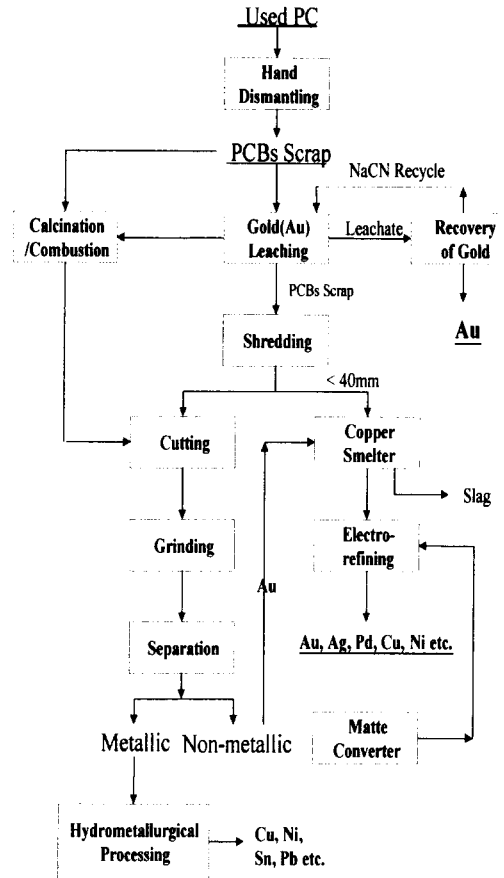 Used PC
Hand
Dismantling
PCBs Scrap
NaCN Recycle
Calcination
/Combustion
Gold(Au)
Leaching
Leachate
Recovery
of Gold
PCBs Scrap
Au
Shredding
< 40mm
Cutting
Copper
Smelter
Slag
Grinding
Electro-
refining
Au
Au, Ag, Pd, Cu, Ni etc.
Separation
Metallic
Non-metallic
Matte
Converter
Hydrometallurgical
Processing
Cu, Ni,
Sn, Pb etc.